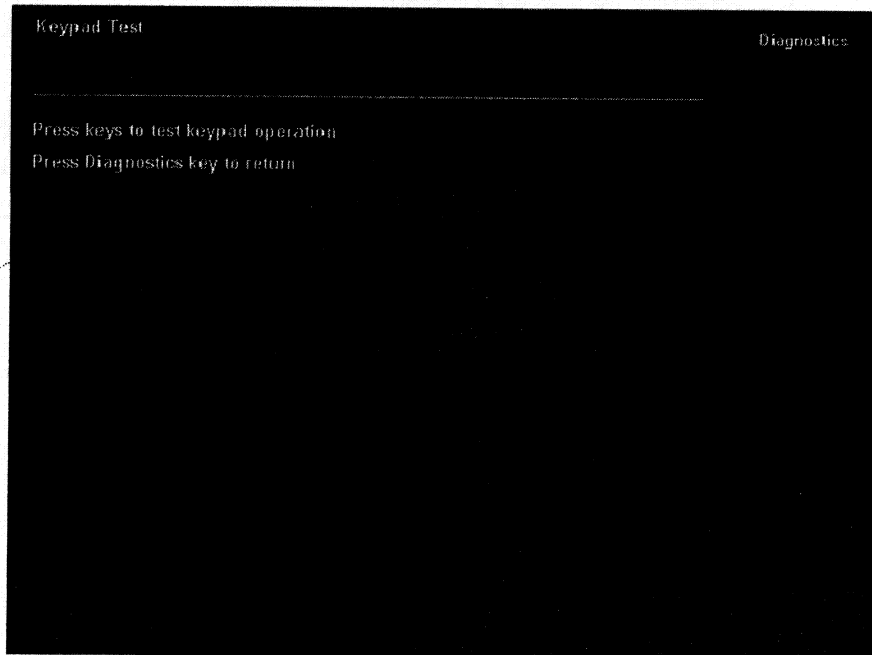 Keypad Test
Diagnostics
Press keys to test keypad operation
Press Diagnostics key to return